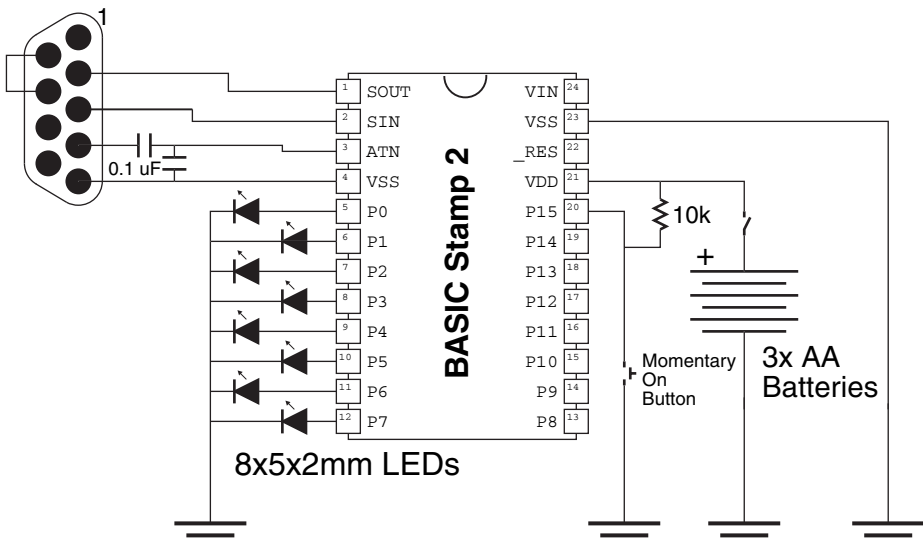 1
1 SOUT VIN 24
2 SIN VSS 23
3 ATN _RES 22
0.1 uF
4 VSS VDD 21
5 P0 P15 20
10k
6 P1 P14 19
+
7 P2 P13 18
8 P3 P12 17
9 P4 P11 16
10 P5 P10 15
11 P6 P9 14
12 P7 P8 13
BASIC Stamp 2
Momentary
On
Button
3x AA
Batteries
8x5x2mm LEDs